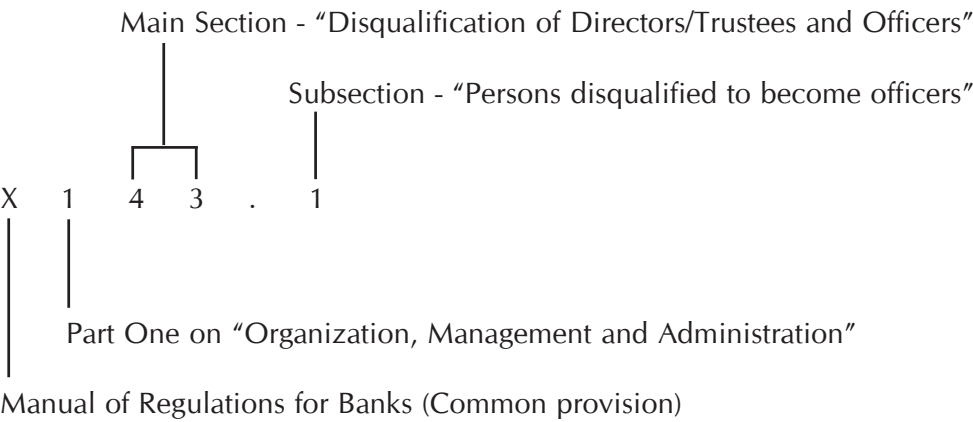 Main Section - “Disqualification of Directors/Trustees and Officers”
Subsection - “Persons disqualified to become officers”
X 1 4 3 . 1
Part One on “Organization, Management and Administration”
Manual of Regulations for Banks (Common provision)